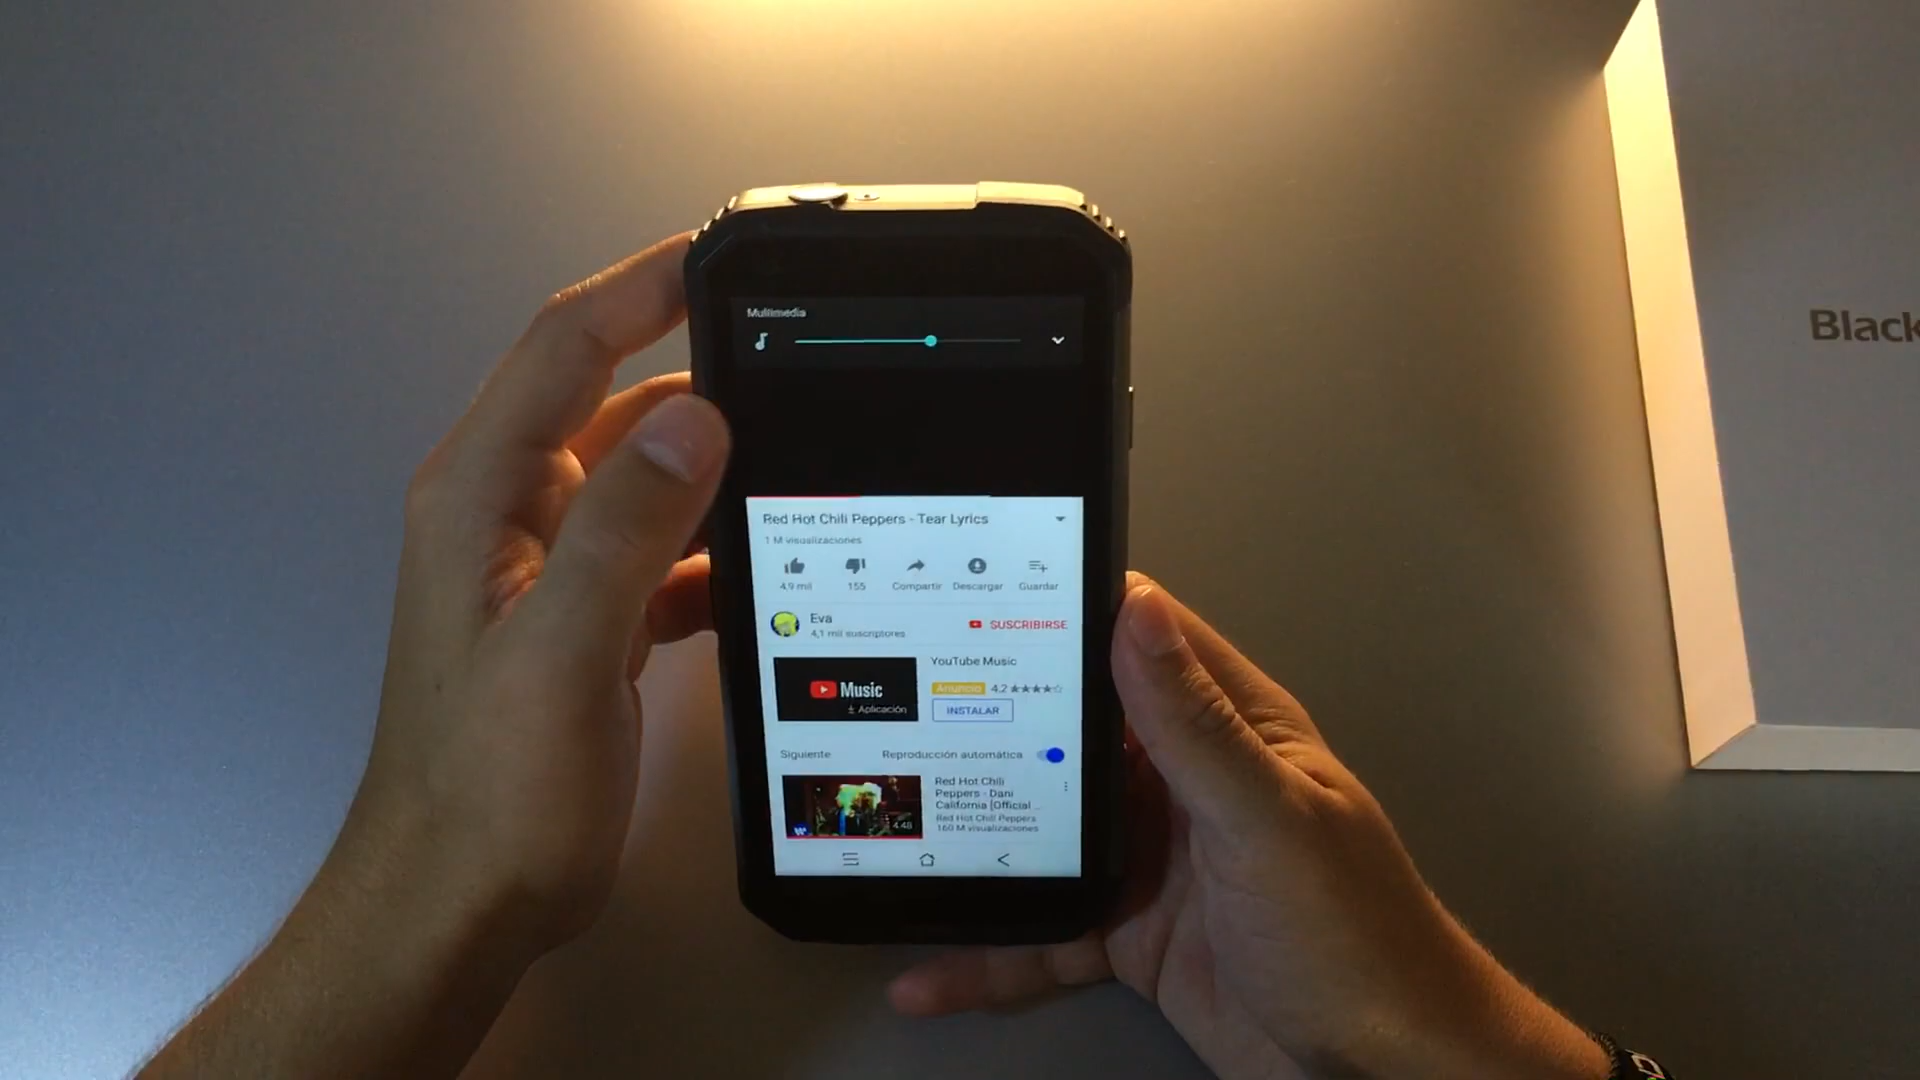 Multimedia
Black
Red Hot Chili Peppers - Tear Lyrics
1 M visualizaciones
4,9 mil
155
Compartir
Descargar
Guardar
Eva
4,1 mil suscriptores
SUSCRIBIRSE
Music
Aplicación
YouTube Music
Anuncio 4.2
INSTALAR
Siguiente
Reproducción automática
4:48
Red Hot Chili
Peppers - Dani
California [Official ...
Red Hot Chili Peppers
160 M visualizaciones